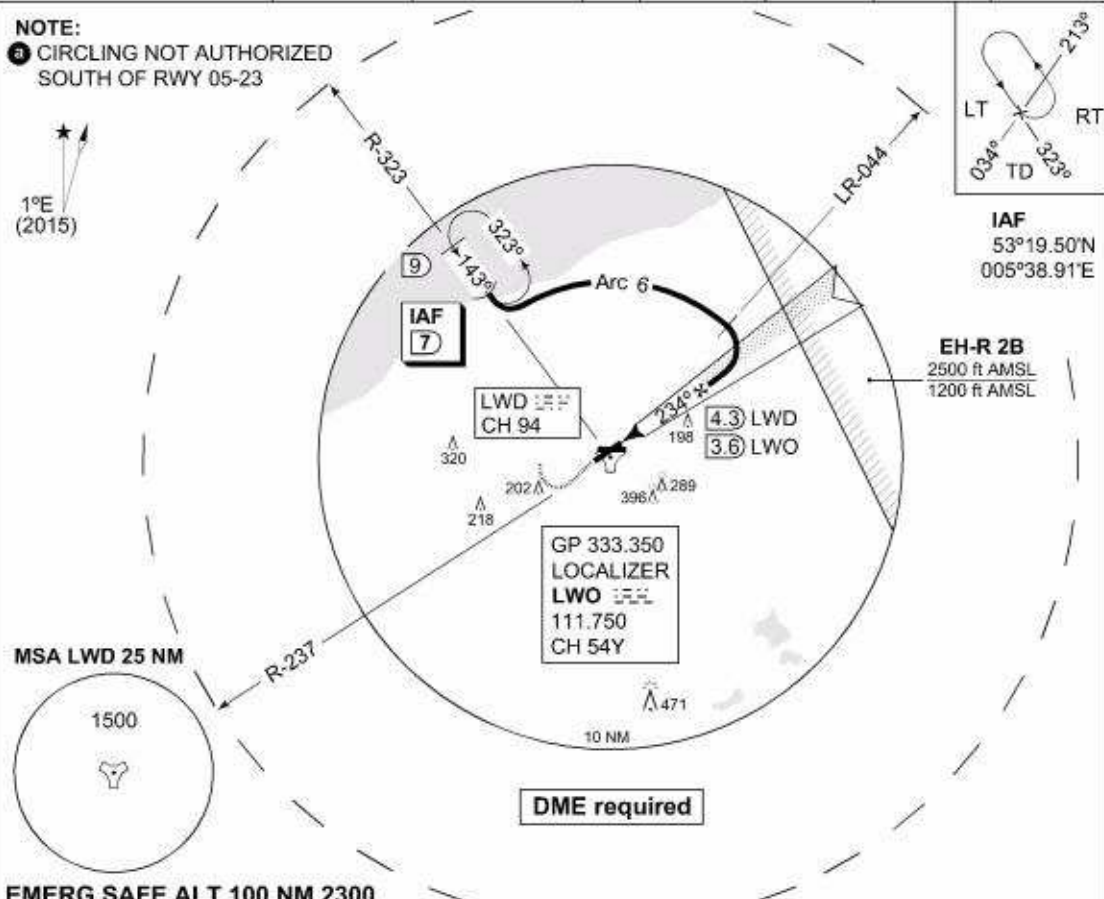 NOTE:
a CIRCLING NOT AUTHORIZED
SOUTH OF RWY 05-23
1ºE
(2015)
R-323
LR-044
213º
LT
RT
034º
TD
323º
IAF
53º19.50'N
005º38.91'E
323º
143º
9
Arc 6
IAF
7
EH-R 2B
2500 ft AMSL
1200 ft AMSL
LWD
CH 94
234º
4.3 LWD
3.6 LWO
198
320
202
218
396
289
GP 333.350
LOCALIZER
LWO
111.750
CH 54Y
R-237
MSA LWD 25 NM
1500
471
10 NM
DME required
EMERG SAFE ALT 100 NM 2300